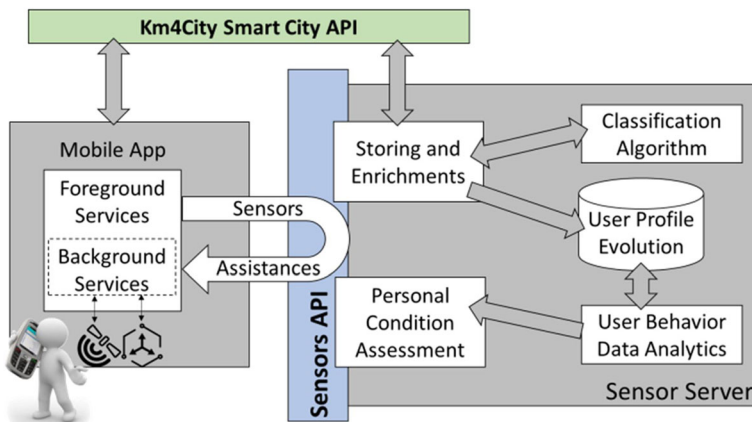 Km4City Smart City API
Mobile App
Foreground
Services
Background
Services
Sensors
Assistances
Sensors API
Storing and
Enrichments
Classification
Algorithm
User Profile
Evolution
Personal
Condition
Assessment
User Behavior
Data Analytics
Sensor Server